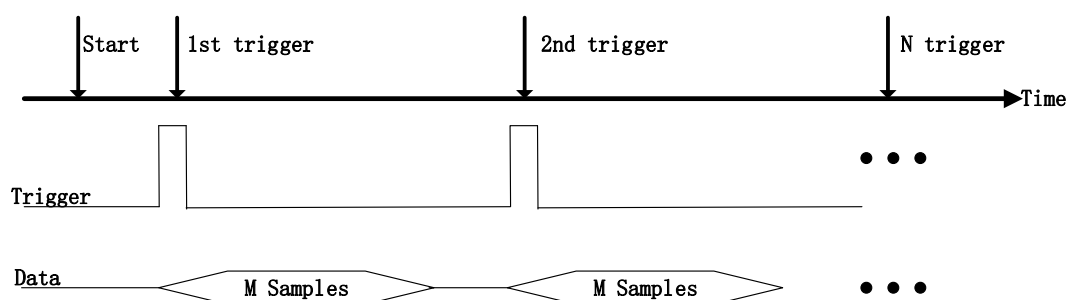 Start
1st trigger
2nd trigger
N trigger
Time
Trigger
Data
M Samples
M Samples